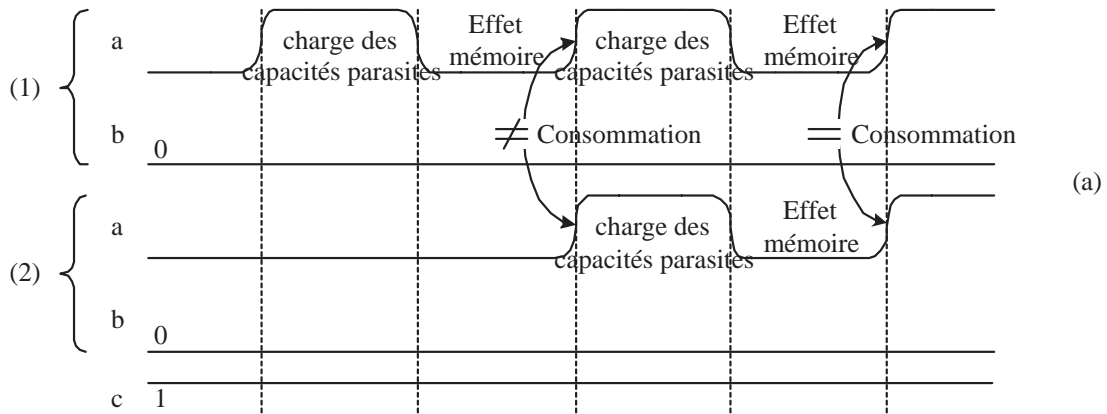 a
charge des
capacités parasites
Effet
mémoire
charge des
capacités parasites
Effet
mémoire
(1)
b
0
≠ Consommation
= Consommation
(a)
a
charge des
capacités parasites
Effet
mémoire
(2)
b
0
c
1